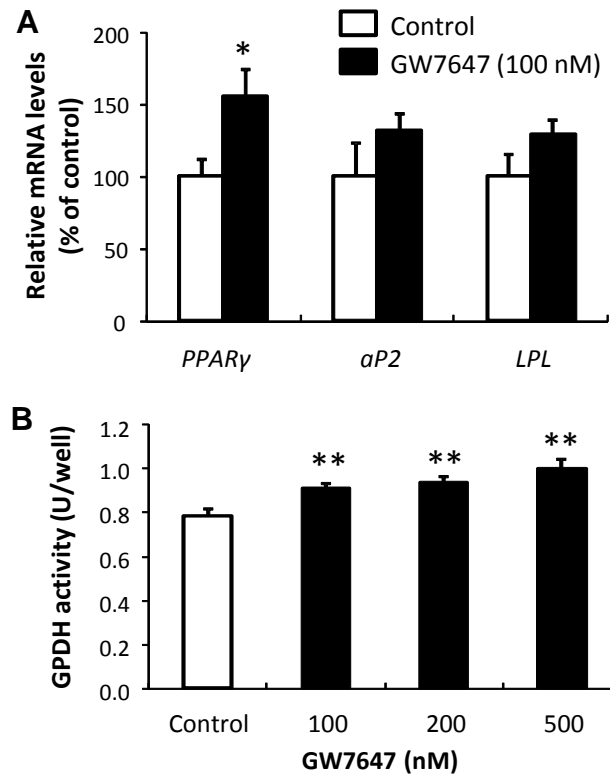 A
Relative mRNA levels
(% of control)
200
150
100
50
0
Control
GW7647 (100 nM)
*
PPARγ aP2 LPL
B
GPDH activity (U/well)
1.2
1.0
0.8
0.6
0.4
0.2
0.0
** ** **
Control 100 200 500
GW7647 (nM)